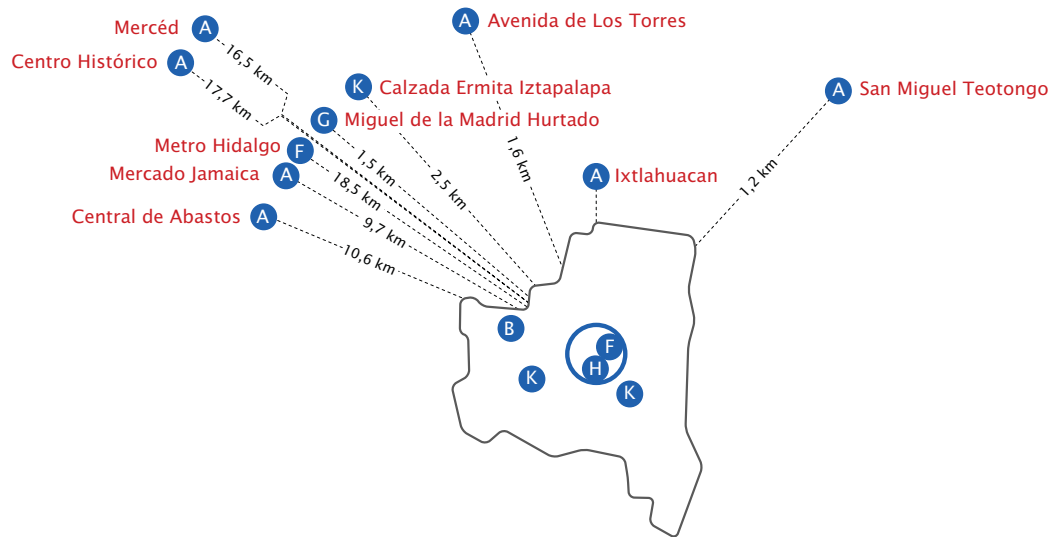 A Avenida de Los Torres
Mercéd A
16,5 km
Centro Histórico A
17,7 km
K Calzada Ermita Iztapalapa
A San Miguel Teotongo
G Miguel de la Madrid Hurtado
1,6 km
Metro Hidalgo F
1,5 km
2,5 km
Mercado Jamaica A
18,5 km
A Ixtlahuacan
1,2 km
Central de Abastos A
9,7 km
10,6 km
B
F
H
K
K